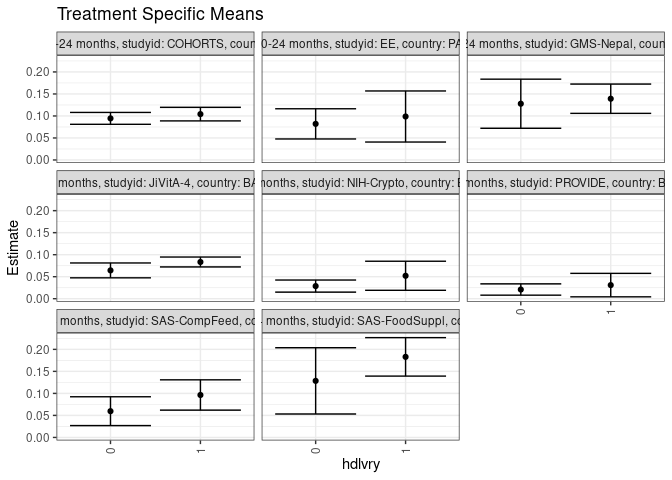 Treatment Specific Means
-24 months, studyid: COHORTS, coun
0-24 months, studyid: EE, country: PA
24 months, studyid: GMS-Nepal, coun
0.20
0.15
0.10
0.05
0.00
months, studyid: JiVitA-4, country: BA
months, studyid: NIH-Crypto, country: B
months, studyid: PROVIDE, country: B
0.20
0.15
0.10
0.05
0.00
Estimate
months, studyid: SAS-CompFeed, co
months, studyid: SAS-FoodSuppl, co
0 1
0.20
0.15
0.10
0.05
0.00
0 1
0 1
hdlvry